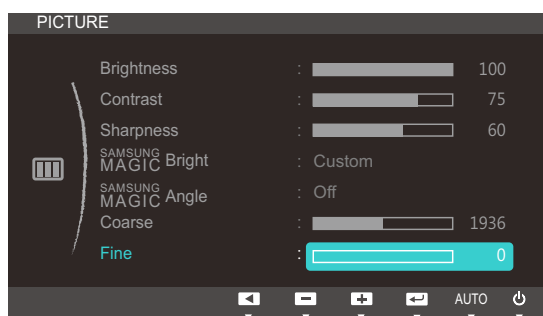 PICTURE
Brightness : 100
Contrast : 75
Sharpness : 60
SAMSUNG MAGIC Bright : Custom
SAMSUNG MAGIC Angle : Off
Coarse : 1936
Fine : 0
AUTO